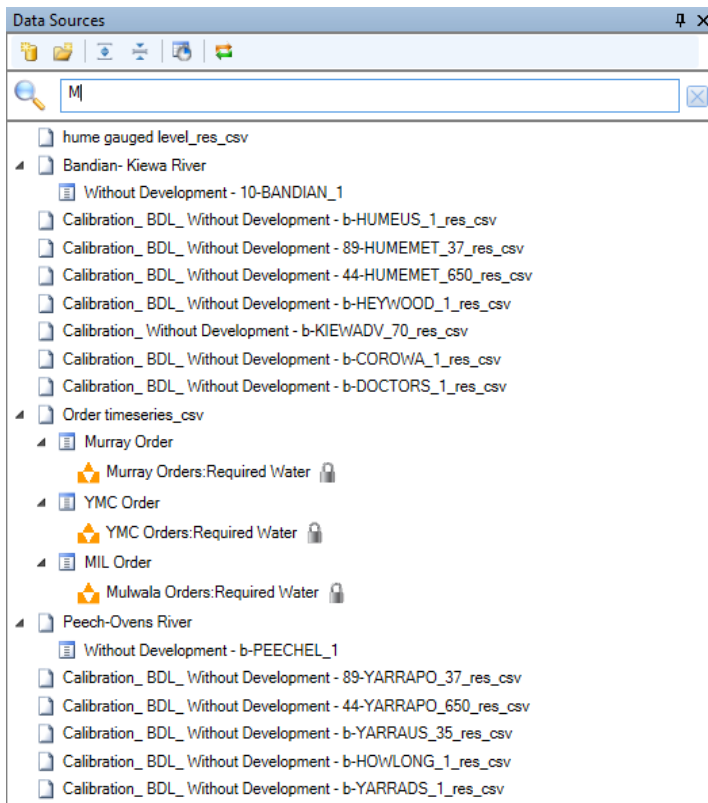 Data Sources
M
hume gauged level_res_csv
Bandian- Kiewa River
Without Development - 10-BANDIAN_1
Calibration_ BDL_ Without Development - b-HUMEUS_1_res_csv
Calibration_ BDL_ Without Development - 89-HUMEMET_37_res_csv
Calibration_ BDL_ Without Development - 44-HUMEMET_650_res_csv
Calibration_ BDL_ Without Development - b-HEYWOOD_1_res_csv
Calibration_ Without Development - b-KIEWADV_70_res_csv
Calibration_ BDL_ Without Development - b-COROWA_1_res_csv
Calibration_ BDL_ Without Development - b-DOCTORS_1_res_csv
Order timeseries_csv
Murray Order
Murray Orders:Required Water
YMC Order
YMC Orders:Required Water
MIL Order
Mulwala Orders:Required Water
Peech-Ovens River
Without Development - b-PEECHEL_1
Calibration_ BDL_ Without Development - 89-YARRAPO_37_res_csv
Calibration_ BDL_ Without Development - 44-YARRAPO_650_res_csv
Calibration_ BDL_ Without Development - b-YARRAUS_35_res_csv
Calibration_ BDL_ Without Development - b-HOWLONG_1_res_csv
Calibration_ BDL_ Without Development - b-YARRADS_1_res_csv